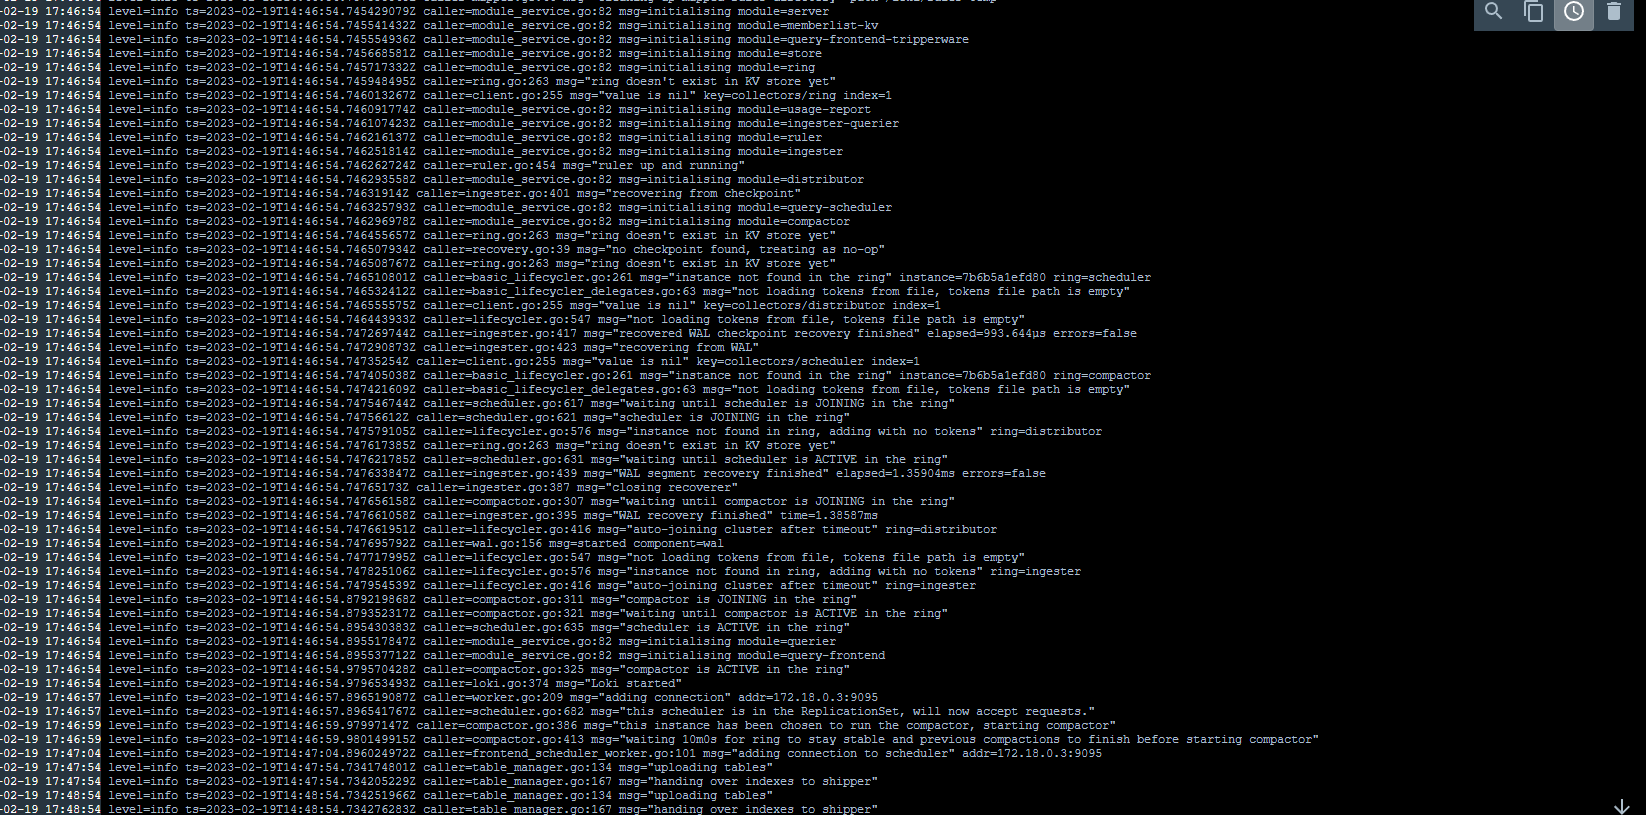 -02-19 17:46:54 level=info ts=2023-02-19T14:46:54.745429079Z caller=module_service.go:82 msg=initialising module=server
-02-19 17:46:54 level=info ts=2023-02-19T14:46:54.745541432Z caller=module_service.go:82 msg=initialising module=memberlist-kv
-02-19 17:46:54 level=info ts=2023-02-19T14:46:54.745554936Z caller=module_service.go:82 msg=initialising module=query-frontend-tripperware
-02-19 17:46:54 level=info ts=2023-02-19T14:46:54.745668581Z caller=module_service.go:82 msg=initialising module=store
-02-19 17:46:54 level=info ts=2023-02-19T14:46:54.745717332Z caller=module_service.go:82 msg=initialising module=ring
-02-19 17:46:54 level=info ts=2023-02-19T14:46:54.745948495Z caller=ring.go:263 msg="ring doesn't exist in KV store yet"
-02-19 17:46:54 level=info ts=2023-02-19T14:46:54.746013267Z caller=client.go:255 msg="value is nil" key=collectors/ring index=1
-02-19 17:46:54 level=info ts=2023-02-19T14:46:54.746091774Z caller=module_service.go:82 msg=initialising module=usage-report
-02-19 17:46:54 level=info ts=2023-02-19T14:46:54.746107423Z caller=module_service.go:82 msg=initialising module=ingester-querier
-02-19 17:46:54 level=info ts=2023-02-19T14:46:54.746216137Z caller=module_service.go:82 msg=initialising module=ruler
-02-19 17:46:54 level=info ts=2023-02-19T14:46:54.746251814Z caller=module_service.go:82 msg=initialising module=ingester
-02-19 17:46:54 level=info ts=2023-02-19T14:46:54.746262724Z caller=ruler.go:454 msg="ruler up and running"
-02-19 17:46:54 level=info ts=2023-02-19T14:46:54.746293558Z caller=module_service.go:82 msg=initialising module=distributor
-02-19 17:46:54 level=info ts=2023-02-19T14:46:54.74631914Z caller=ingester.go:401 msg="recovering from checkpoint"
-02-19 17:46:54 level=info ts=2023-02-19T14:46:54.746325793Z caller=module_service.go:82 msg=initialising module=query-scheduler
-02-19 17:46:54 level=info ts=2023-02-19T14:46:54.746296978Z caller=module_service.go:82 msg=initialising module=compactor
-02-19 17:46:54 level=info ts=2023-02-19T14:46:54.746455657Z caller=ring.go:263 msg="ring doesn't exist in KV store yet"
-02-19 17:46:54 level=info ts=2023-02-19T14:46:54.746507934Z caller=recovery.go:39 msg="no checkpoint found, treating as no-op"
-02-19 17:46:54 level=info ts=2023-02-19T14:46:54.746508767Z caller=ring.go:263 msg="ring doesn't exist in KV store yet"
-02-19 17:46:54 level=info ts=2023-02-19T14:46:54.746510801Z caller=basic_lifecycler.go:261 msg="instance not found in the ring" instance=7b6b5a1efd80 ring=scheduler
-02-19 17:46:54 level=info ts=2023-02-19T14:46:54.746532412Z caller=basic_lifecycler_delegates.go:63 msg="not loading tokens from file, tokens file path is empty"
-02-19 17:46:54 level=info ts=2023-02-19T14:46:54.746555575Z caller=client.go:255 msg="value is nil" key=collectors/distributor index=1
-02-19 17:46:54 level=info ts=2023-02-19T14:46:54.746443933Z caller=lifecycler.go:547 msg="not loading tokens from file, tokens file path is empty"
-02-19 17:46:54 level=info ts=2023-02-19T14:46:54.747269744Z caller=ingester.go:417 msg="recovered WAL checkpoint recovery finished" elapsed=993.644µs errors=false
-02-19 17:46:54 level=info ts=2023-02-19T14:46:54.747290873Z caller=ingester.go:423 msg="recovering from WAL"
-02-19 17:46:54 level=info ts=2023-02-19T14:46:54.74735254Z caller=client.go:255 msg="value is nil" key=collectors/scheduler index=1
-02-19 17:46:54 level=info ts=2023-02-19T14:46:54.747405038Z caller=basic_lifecycler.go:261 msg="instance not found in the ring" instance=7b6b5a1efd80 ring=compactor
-02-19 17:46:54 level=info ts=2023-02-19T14:46:54.747421609Z caller=basic_lifecycler_delegates.go:63 msg="not loading tokens from file, tokens file path is empty"
-02-19 17:46:54 level=info ts=2023-02-19T14:46:54.747546744Z caller=scheduler.go:617 msg="waiting until scheduler is JOINING in the ring"
-02-19 17:46:54 level=info ts=2023-02-19T14:46:54.74756612Z caller=scheduler.go:621 msg="scheduler is JOINING in the ring"
-02-19 17:46:54 level=info ts=2023-02-19T14:46:54.747579105Z caller=lifecycler.go:576 msg="instance not found in ring, adding with no tokens" ring=distributor
-02-19 17:46:54 level=info ts=2023-02-19T14:46:54.747617385Z caller=ring.go:263 msg="ring doesn't exist in KV store yet"
-02-19 17:46:54 level=info ts=2023-02-19T14:46:54.747621785Z caller=scheduler.go:631 msg="waiting until scheduler is ACTIVE in the ring"
-02-19 17:46:54 level=info ts=2023-02-19T14:46:54.747633847Z caller=ingester.go:439 msg="WAL segment recovery finished" elapsed=1.35904ms errors=false
-02-19 17:46:54 level=info ts=2023-02-19T14:46:54.74765173Z caller=ingester.go:387 msg="closing recoverer"
-02-19 17:46:54 level=info ts=2023-02-19T14:46:54.747656158Z caller=compactor.go:307 msg="waiting until compactor is JOINING in the ring"
-02-19 17:46:54 level=info ts=2023-02-19T14:46:54.747661058Z caller=ingester.go:395 msg="WAL recovery finished" time=1.38587ms
-02-19 17:46:54 level=info ts=2023-02-19T14:46:54.747661951Z caller=lifecycler.go:416 msg="auto-joining cluster after timeout" ring=distributor
-02-19 17:46:54 level=info ts=2023-02-19T14:46:54.747695792Z caller=wal.go:156 msg=started component=wal
-02-19 17:46:54 level=info ts=2023-02-19T14:46:54.747717995Z caller=lifecycler.go:547 msg="not loading tokens from file, tokens file path is empty"
-02-19 17:46:54 level=info ts=2023-02-19T14:46:54.747825106Z caller=lifecycler.go:576 msg="instance not found in ring, adding with no tokens" ring=ingester
-02-19 17:46:54 level=info ts=2023-02-19T14:46:54.747954539Z caller=lifecycler.go:416 msg="auto-joining cluster after timeout" ring=ingester
-02-19 17:46:54 level=info ts=2023-02-19T14:46:54.879219868Z caller=compactor.go:311 msg="compactor is JOINING in the ring"
-02-19 17:46:54 level=info ts=2023-02-19T14:46:54.879352317Z caller=compactor.go:321 msg="waiting until compactor is ACTIVE in the ring"
-02-19 17:46:54 level=info ts=2023-02-19T14:46:54.895430383Z caller=scheduler.go:635 msg="scheduler is ACTIVE in the ring"
-02-19 17:46:54 level=info ts=2023-02-19T14:46:54.895517847Z caller=module_service.go:82 msg=initialising module=querier
-02-19 17:46:54 level=info ts=2023-02-19T14:46:54.895537712Z caller=module_service.go:82 msg=initialising module=query-frontend
-02-19 17:46:54 level=info ts=2023-02-19T14:46:54.979570428Z caller=compactor.go:325 msg="compactor is ACTIVE in the ring"
-02-19 17:46:54 level=info ts=2023-02-19T14:46:54.979653493Z caller=loki.go:374 msg="Loki started"
-02-19 17:46:57 level=info ts=2023-02-19T14:46:57.896519087Z caller=worker.go:209 msg="adding connection" addr=172.18.0.3:9095
-02-19 17:46:57 level=info ts=2023-02-19T14:46:57.896541767Z caller=scheduler.go:682 msg="this scheduler is in the ReplicationSet, will now accept requests."
-02-19 17:46:59 level=info ts=2023-02-19T14:46:59.97997147Z caller=compactor.go:386 msg="this instance has been chosen to run the compactor, starting compactor"
-02-19 17:46:59 level=info ts=2023-02-19T14:46:59.980149015Z caller=compactor.go:413 msg="waiting 10m0s for ring to stay stable and previous compactions to finish before starting compactor"
-02-19 17:47:04 level=info ts=2023-02-19T14:47:04.896024972Z caller=frontend_scheduler_worker.go:101 msg="adding connection to scheduler" addr=172.18.0.3:9095
-02-19 17:47:54 level=info ts=2023-02-19T14:47:54.734174801Z caller=table_manager.go:134 msg="uploading tables"
-02-19 17:47:54 level=info ts=2023-02-19T14:47:54.734205229Z caller=table_manager.go:167 msg="handing over indexes to shipper"
-02-19 17:48:54 level=info ts=2023-02-19T14:48:54.734251966Z caller=table_manager.go:134 msg="uploading tables"
-02-19 17:48:54 level=info ts=2023-02-19T14:48:54.734276283Z caller=table_manager.go:167 msg="handing over indexes to shipper"